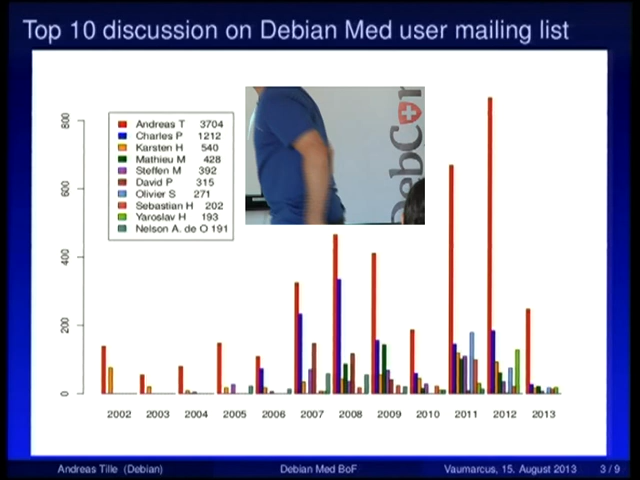 Top 10 discussion on Debian Med user mailing list
Andreas T 3704
Charles P 1212
Karsten H 540
Mathieu M 428
Steffen M 392
David P 315
Olivier S 271
Sebastian H 202
Yaroslav H 193
Nelson A. de O 191
DebCon
0
200
400
600
800
2002 2003 2004 2005 2006 2007 2008 2009 2010 2011 2012 2013
Andreas Tille (Debian) Debian Med BoF Vaumarcus, 15. August 2013 3 / 9